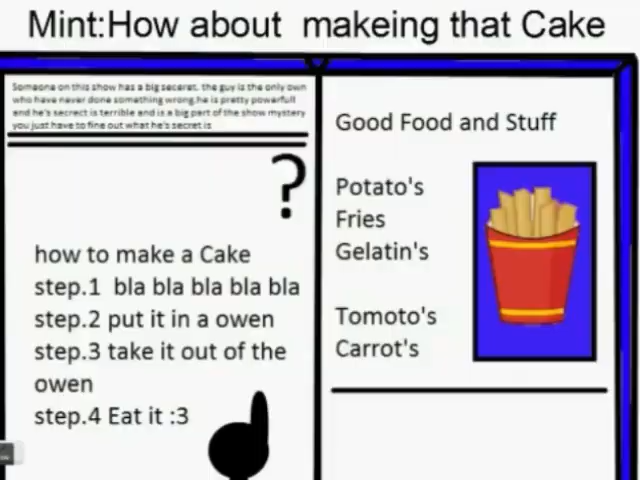 Mint:How about  makeing that Cake
Someone on this show has a big secaret. the guy is the only own
who have never done something wrong.he is pretty powerfull
and he's secrect is terrible and is a big part of the show mystery
you just have to fine out what he's secret is
?
how to make a Cake
step.1  bla bla bla bla bla
step.2 put it in a owen
step.3 take it out of the
owen
step.4 Eat it :3
Good Food and Stuff
Potato's
Fries
Gelatin's
Tomoto's
Carrot's